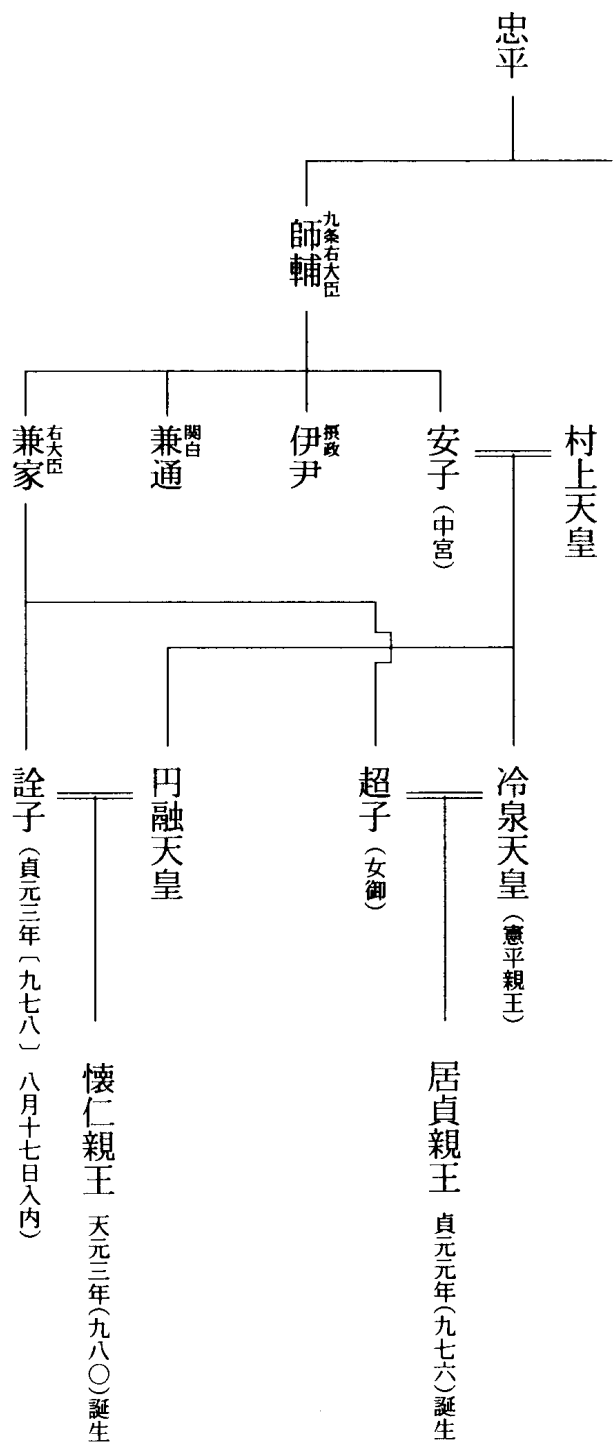 忠平
九条右大臣
師輔
村上天皇
安子（中宮）
摂政
伊尹
関白
兼通
右大臣
兼家
冷泉天皇（憲平親王）
超子（女御）
円融天皇
詮子（貞元三年〔九七八〕八月十七日入内）
居貞親王 貞元元年（九七六）誕生
懐仁親王 天元三年（九八〇）誕生